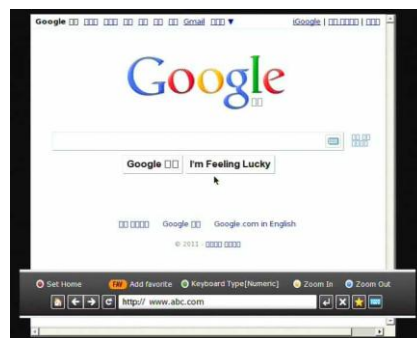 Google Gmail ▼ iGoogle | |
Google
Google I'm Feeling Lucky
Google Google.com in English
© 2011 -
Set Home FAV Add favorite Keyboard Type[Numeric] Zoom In Zoom Out
http:// www.abc.com